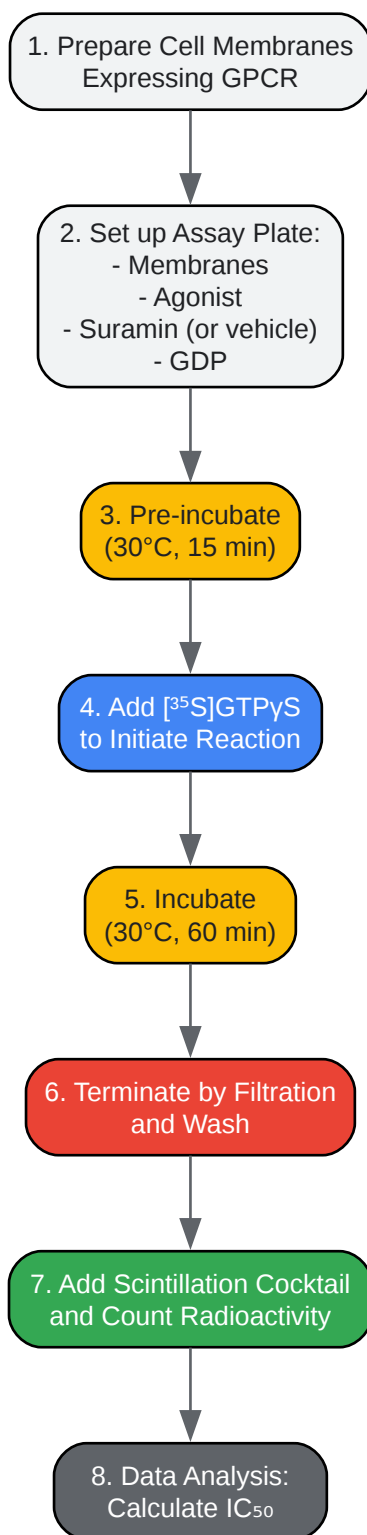 1. Prepare Cell Membranes
Expressing GPCR
2. Set up Assay Plate:
- Membranes
- Agonist
- Suramin (or vehicle)
- GDP
3. Pre-incubate
(30°C, 15 min)
4. Add [³⁵S]GTPγS
to Initiate Reaction
5. Incubate
(30°C, 60 min)
6. Terminate by Filtration
and Wash
7. Add Scintillation Cocktail
and Count Radioactivity
8. Data Analysis:
Calculate IC₅₀